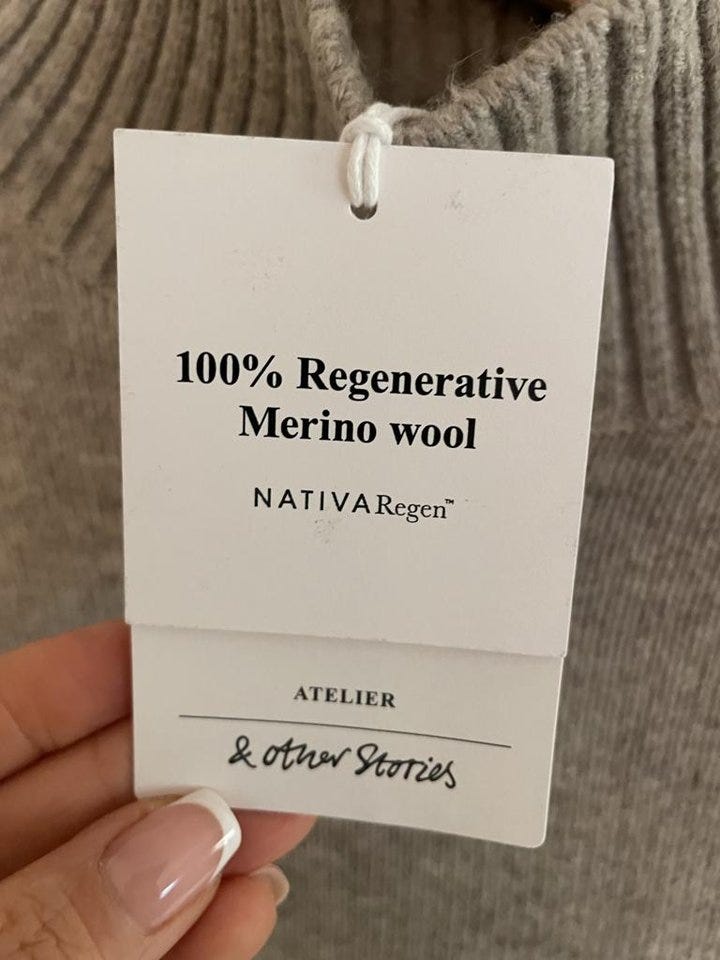 100% Regenerative
Merino wool
NATIVA Regen™
ATELIER
& other Stories